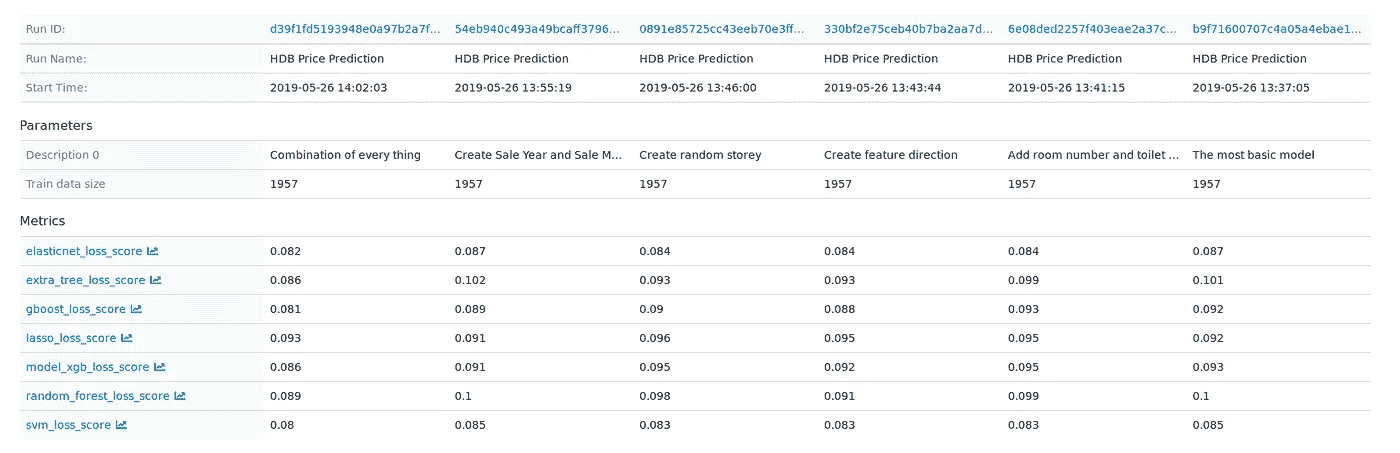 Run ID: d39f1fd5193948e0a97b2a7f... 54eb940c493a49bcaff3796... 0891e85725cc43eeb70e3ff... 330bf2e75ceb40b7ba2aa7d... 6e08ded2257f403eae2a37c... b9f71600707c4a05a4ebae1...
Run Name: HDB Price Prediction HDB Price Prediction HDB Price Prediction HDB Price Prediction HDB Price Prediction HDB Price Prediction
Start Time: 2019-05-26 14:02:03 2019-05-26 13:55:19 2019-05-26 13:46:00 2019-05-26 13:43:44 2019-05-26 13:41:15 2019-05-26 13:37:05
Parameters
Description 0 Combination of every thing Create Sale Year and Sale M... Create random storey Create feature direction Add room number and toilet ... The most basic model
Train data size 1957 1957 1957 1957 1957 1957
Metrics
elasticnet_loss_score 0.082 0.087 0.084 0.084 0.084 0.087
extra_tree_loss_score 0.086 0.102 0.093 0.093 0.099 0.101
gboost_loss_score 0.081 0.089 0.09 0.088 0.093 0.092
lasso_loss_score 0.093 0.091 0.096 0.095 0.095 0.092
model_xgb_loss_score 0.086 0.091 0.095 0.092 0.095 0.093
random_forest_loss_score 0.089 0.1 0.098 0.091 0.099 0.1
svm_loss_score 0.08 0.085 0.083 0.083 0.083 0.085